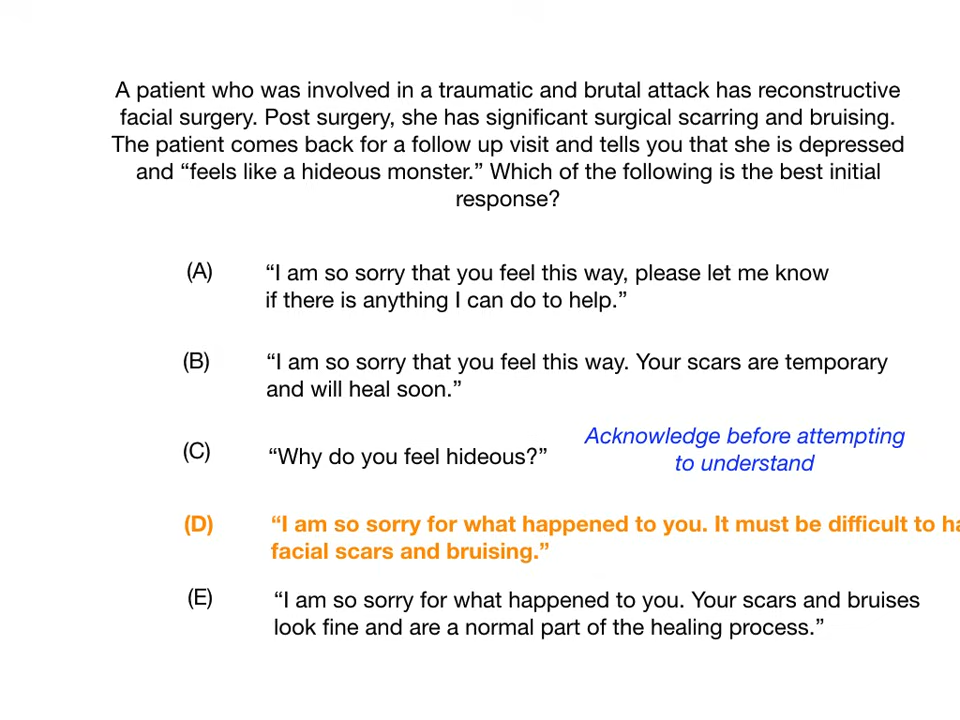 A patient who was involved in a traumatic and brutal attack has reconstructive
facial surgery. Post surgery, she has significant surgical scarring and bruising.
The patient comes back for a follow up visit and tells you that she is depressed
and “feels like a hideous monster.” Which of the following is the best initial
response?
(A) “I am so sorry that you feel this way, please let me know
if there is anything I can do to help.”
(B) “I am so sorry that you feel this way. Your scars are temporary
and will heal soon.”
Acknowledge before attempting
to understand
(C) “Why do you feel hideous?”
(D) “I am so sorry for what happened to you. It must be difficult to
facial scars and bruising.”
(E) “I am so sorry for what happened to you. Your scars and bruises
look fine and are a normal part of the healing process.”